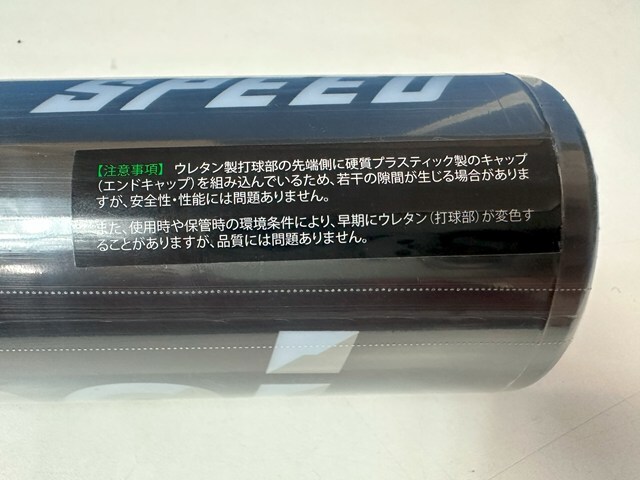 SPEED
【注意事項】 ウレタン製打球部の先端側に硬質プラスティック製のキャップ
(エンドキャップ)を組み込んでいるため、若干の隙間が生じる場合がありま
すが、安全性・性能には問題ありません。
また、使用時や保管時の環境条件により、早期にウレタン(打球部)が変色す
ることがありますが、品質には問題ありません。